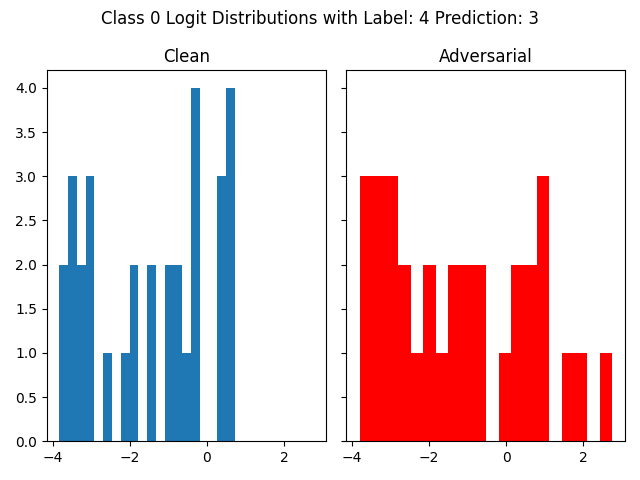 Class 0 Logit Distributions with Label: 4 Prediction: 3
Clean
Adversarial
4.0
3.5
3.0
2.5
2.0
1.5
1.0
0.5
0.0
−4 −2 0 2
−4 −2 0 2